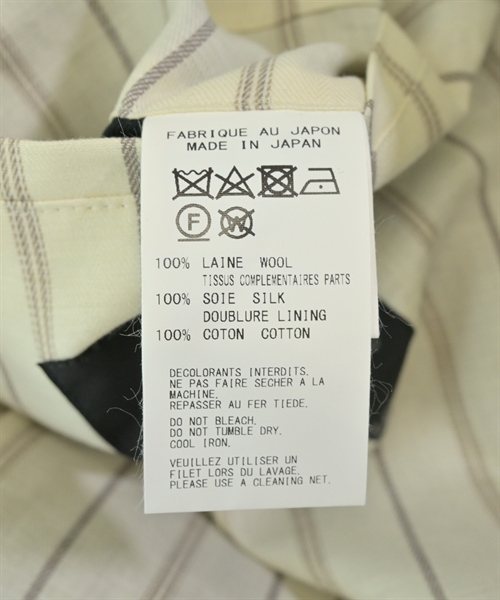 FABRIQUE AU JAPON
MADE IN JAPAN
F W
100% LAINE WOOL
TISSUS COMPLEMENTAIRES PARTS
100% SOIE SILK
DOUBLURE LINING
100% COTON COTTON
DECOLORANTS INTERDITS.
NE PAS FAIRE SECHER A LA
MACHINE.
REPASSER AU FER TIEDE.
DO NOT BLEACH.
DO NOT TUMBLE DRY.
COOL IRON.
VEUILLEZ UTILISER UN
FILET LORS DU LAVAGE.
PLEASE USE A CLEANING NET.